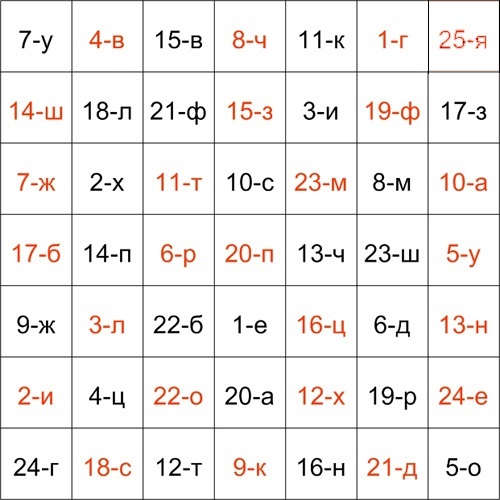 7-у 4-в 15-в 8-ч 11-к 1-г 25-я
14-ш 18-л 21-ф 15-з 3-и 19-ф 17-з
7-ж 2-х 11-т 10-с 23-м 8-м 10-а
17-б 14-п 6-р 20-п 13-ч 23-ш 5-у
9-ж 3-л 22-б 1-е 16-ц 6-д 13-н
2-и 4-ц 22-о 20-а 12-х 19-р 24-е
24-г 18-с 12-т 9-к 16-н 21-д 5-о